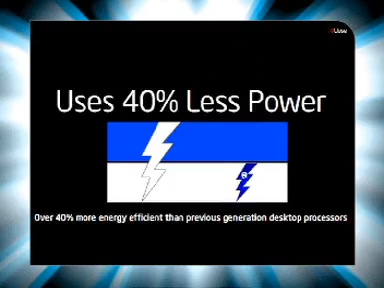 Uses 40% Less Power
Over 40% more energy efficient than previous generation desktop processors